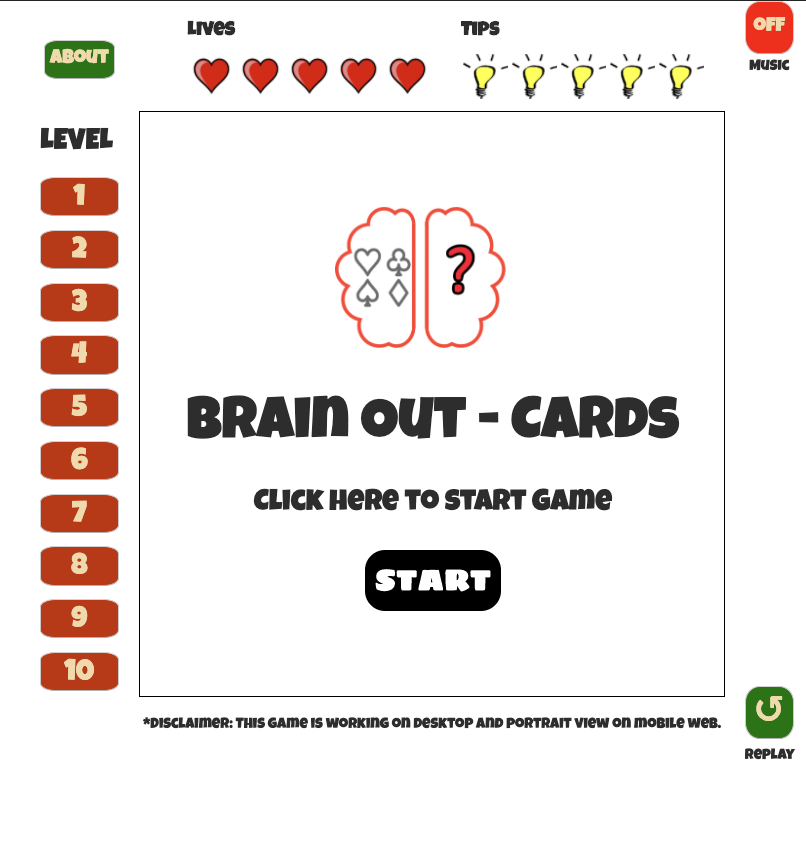 LIVES
TIPS
OFF
ABOUT
MUSIC
LEVEL
1
2
3
?
4
5
BRAIN OUT - CARDS
6
CLICK HERE TO START GAME
7
8
START
9
10
*DISCLAIMER: THIS GAME IS WORKING ON DESKTOP AND PORTRAIT VIEW ON MOBILE WEB.
REPLAY